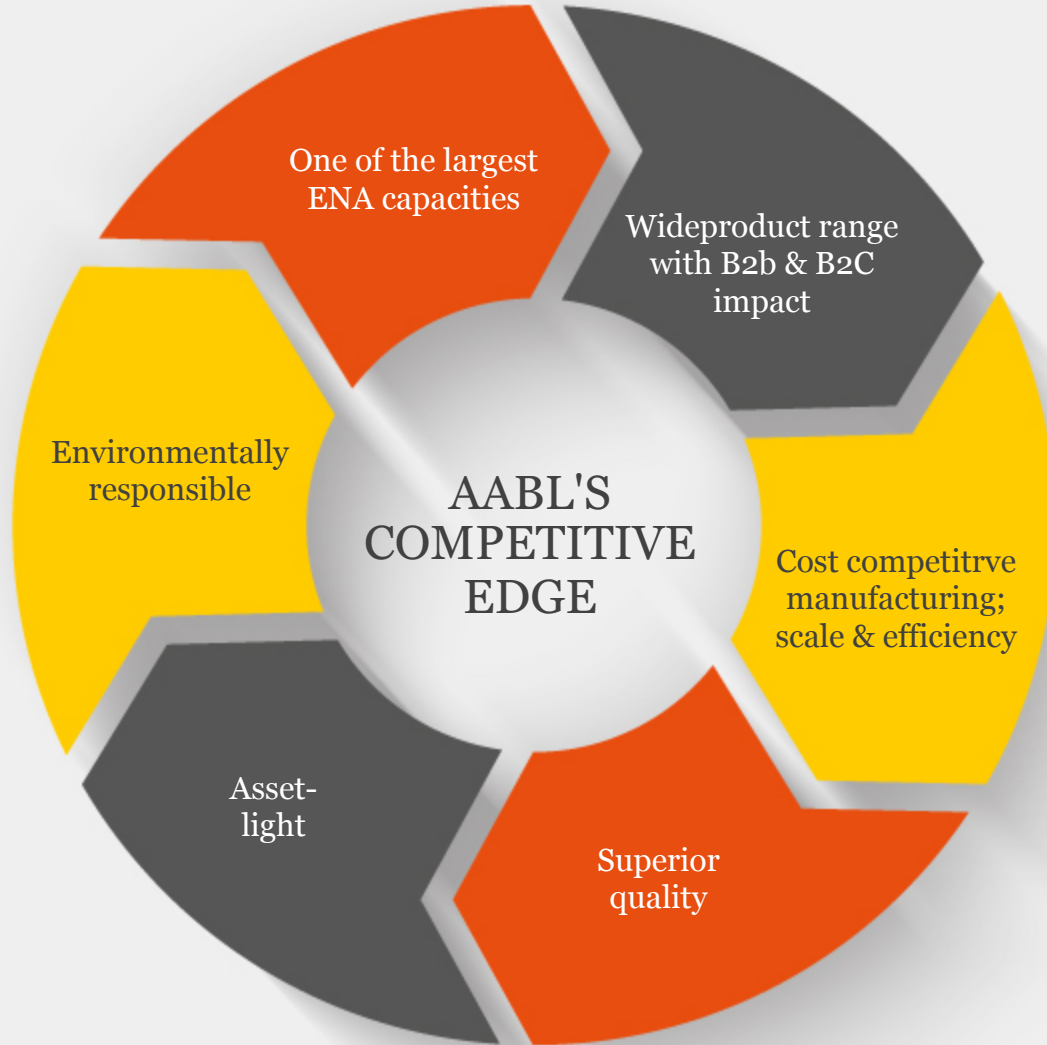 One of the largest
ENA capacities
Wideproduct range
with B2b & B2C
impact
Environmentally
responsible
AABL'S
COMPETITIVE
EDGE
Cost competitrve
manufacturing;
scale & efficiency
Asset-
light
Superior
quality